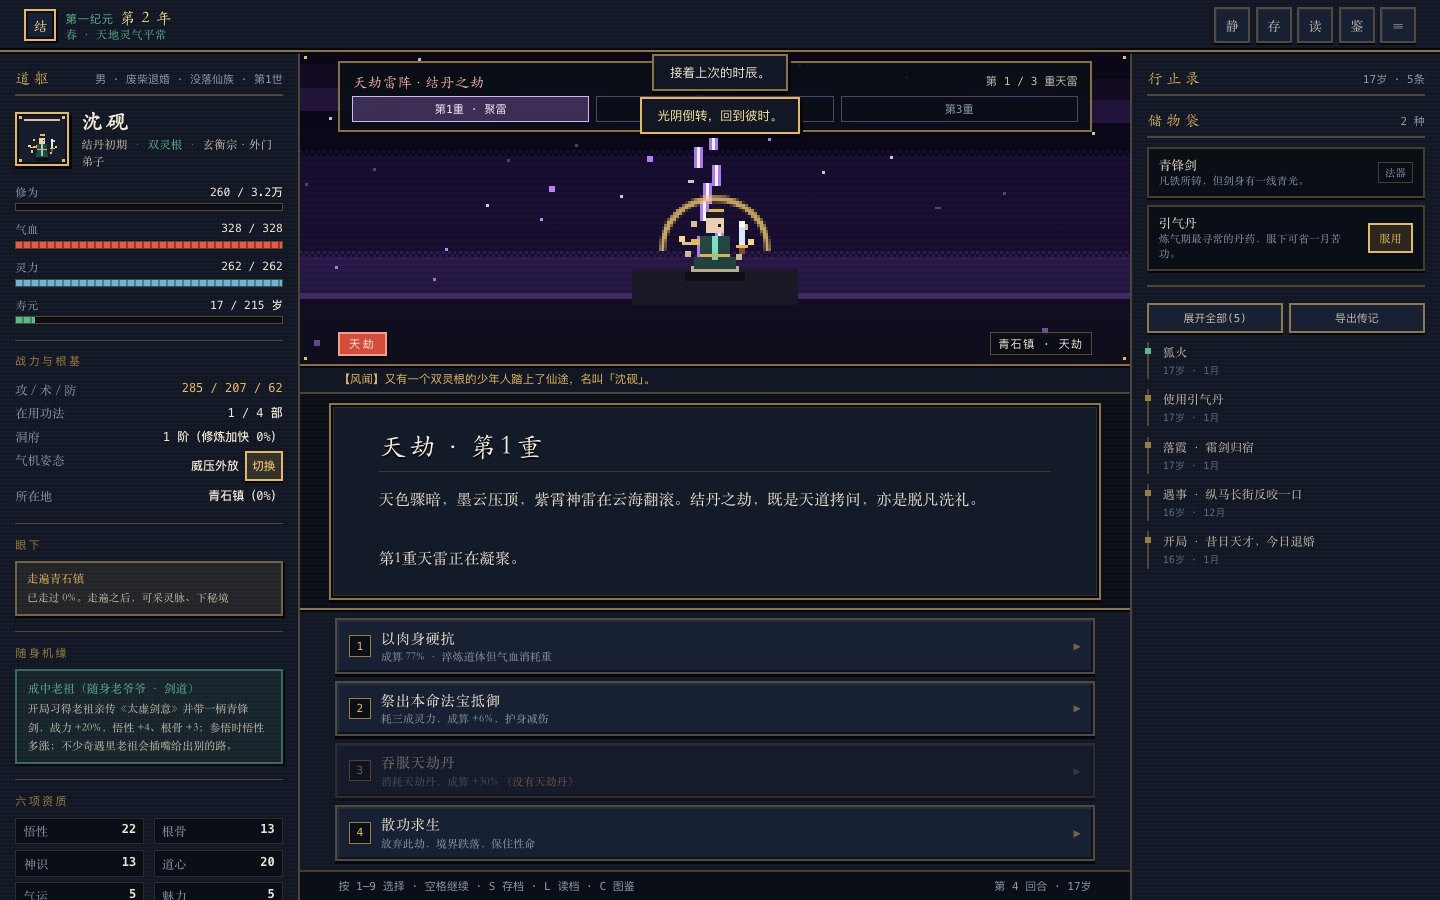 结
第一纪元 第 2 年
春 · 天地灵气平常
静 存 读 鉴 ≡
道躯
男 · 废柴退婚 · 没落仙族 · 第1世
沈砚
结丹初期 · 双灵根 · 玄衡宗·外门
弟子
修为 260 / 3.2万
气血 328 / 328
灵力 262 / 262
寿元 17 / 215 岁
战力与根基
攻 / 术 / 防 285 / 207 / 62
在用功法 1 / 4 部
洞府 1 阶 (修炼加快 0%)
气机姿态 威压外放 切换
所在地 青石镇 (0%)
眼下
走遍青石镇
已走过 0%。走遍之后，可采灵脉、下秘境
随身机缘
戒中老祖（随身老爷爷 · 剑道）
开局习得老祖亲传《太虚剑意》并带一柄青锋
剑，战力 +20%，悟性 +4、根骨 +3；参悟时悟性
多涨；不少奇遇里老祖会插嘴给出别的路。
六项资质
悟性 22 根骨 13
神识 13 道心 20
气运 5 魅力 5
天劫雷阵 · 结丹之劫
接着上次的时辰。
第 1 / 3 重天雷
第1重 · 聚雷
光阴倒转，回到彼时。
第3重
天劫
青石镇 · 天劫
【风闻】又有一个双灵根的少年人踏上了仙途，名叫「沈砚」。
天劫 · 第1重
天色骤暗，墨云压顶，紫霄神雷在云海翻滚。结丹之劫，既是天道拷问，亦是脱凡洗礼。
第1重天雷正在凝聚。
1 以肉身硬抗 ▶
成算 77% · 淬炼道体但气血消耗重
2 祭出本命法宝抵御 ▶
耗三成灵力，成算 +6%，护身减伤
3 吞服天劫丹 ▶
消耗天劫丹，成算 +30% （没有天劫丹）
4 散功求生 ▶
放弃此劫，境界跌落，保住性命
按 1—9 选择 · 空格继续 · S 存档 · L 读档 · C 图鉴
第 4 回合 · 17岁
行止录 17岁 · 5条
储物袋 2 种
青锋剑
凡铁所铸，但剑身有一线青光。
法器
引气丹
炼气期最寻常的丹药，服下可省一月苦
功。
服用
展开全部(5) 导出传记
狐火
17岁 · 1月
使用引气丹
17岁 · 1月
落霞 · 霜剑归宿
17岁 · 1月
遇事 · 纵马长街反咬一口
16岁 · 12月
开局 · 昔日天才，今日退婚
16岁 · 1月